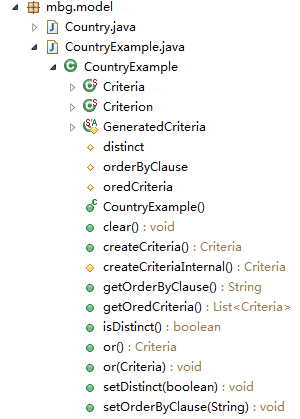 mbg.model
Country.java
CountryExample.java
CountryExample
Criteria
Criterion
GeneratedCriteria
distinct
orderByClause
oredCriteria
CountryExample()
clear() : void
createCriteria() : Criteria
createCriteriaInternal() : Criteria
getOrderByClause() : String
getOredCriteria() : List<Criteria>
isDistinct() : boolean
or() : Criteria
or(Criteria) : void
setDistinct(boolean) : void
setOrderByClause(String) : void